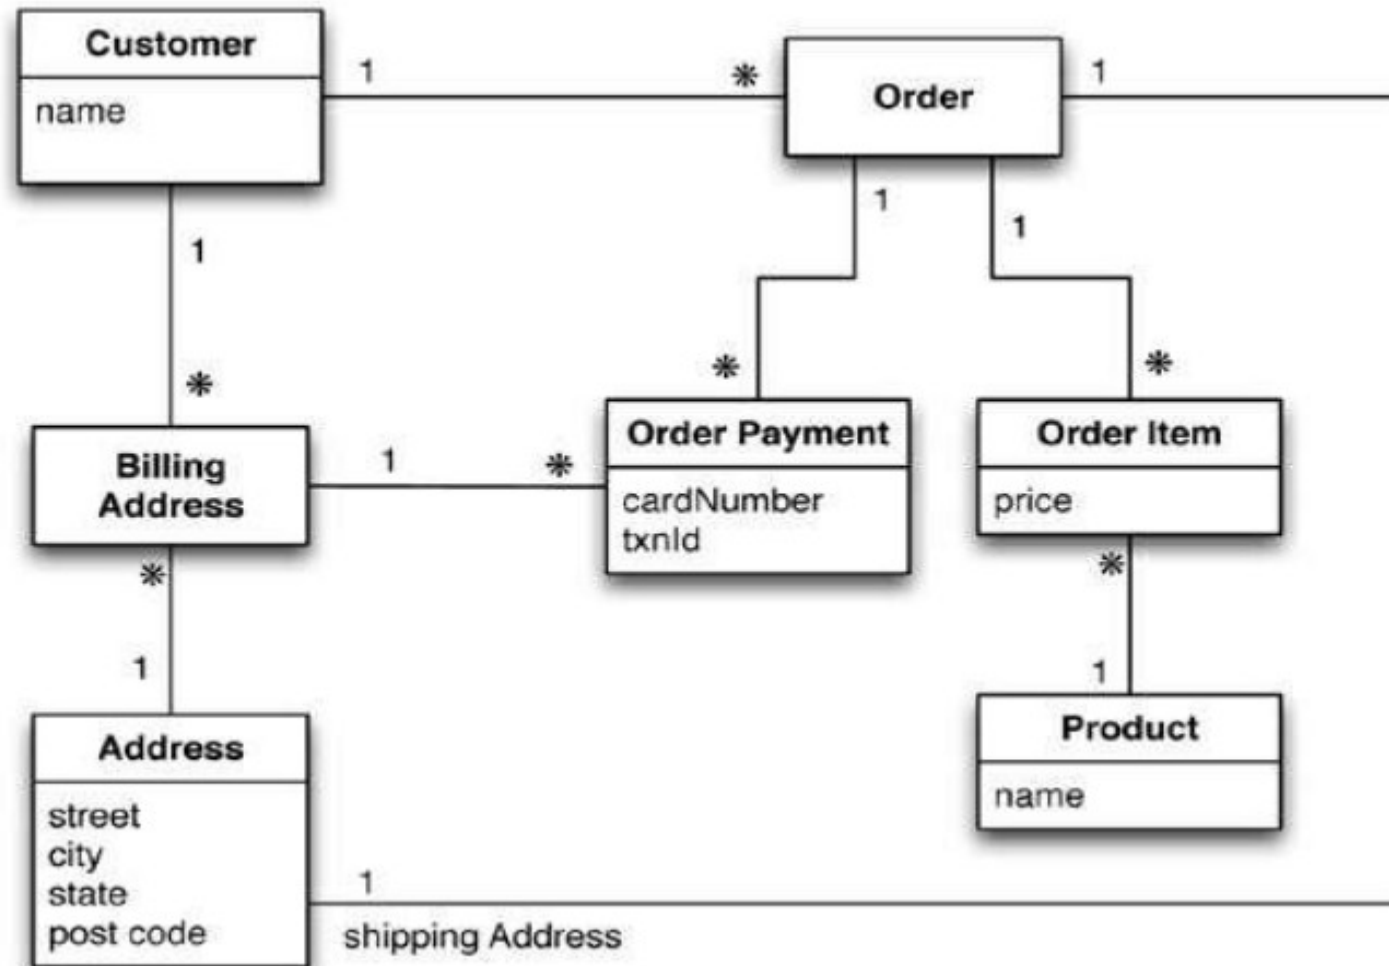 Customer
name
1
*
Order
1
1
1
1
*
*
*
Billing
Address
1
*
Order Payment
cardNumber
txnId
Order Item
price
*
1
*
1
Product
name
Address
street
city
state
post code
1
shipping Address